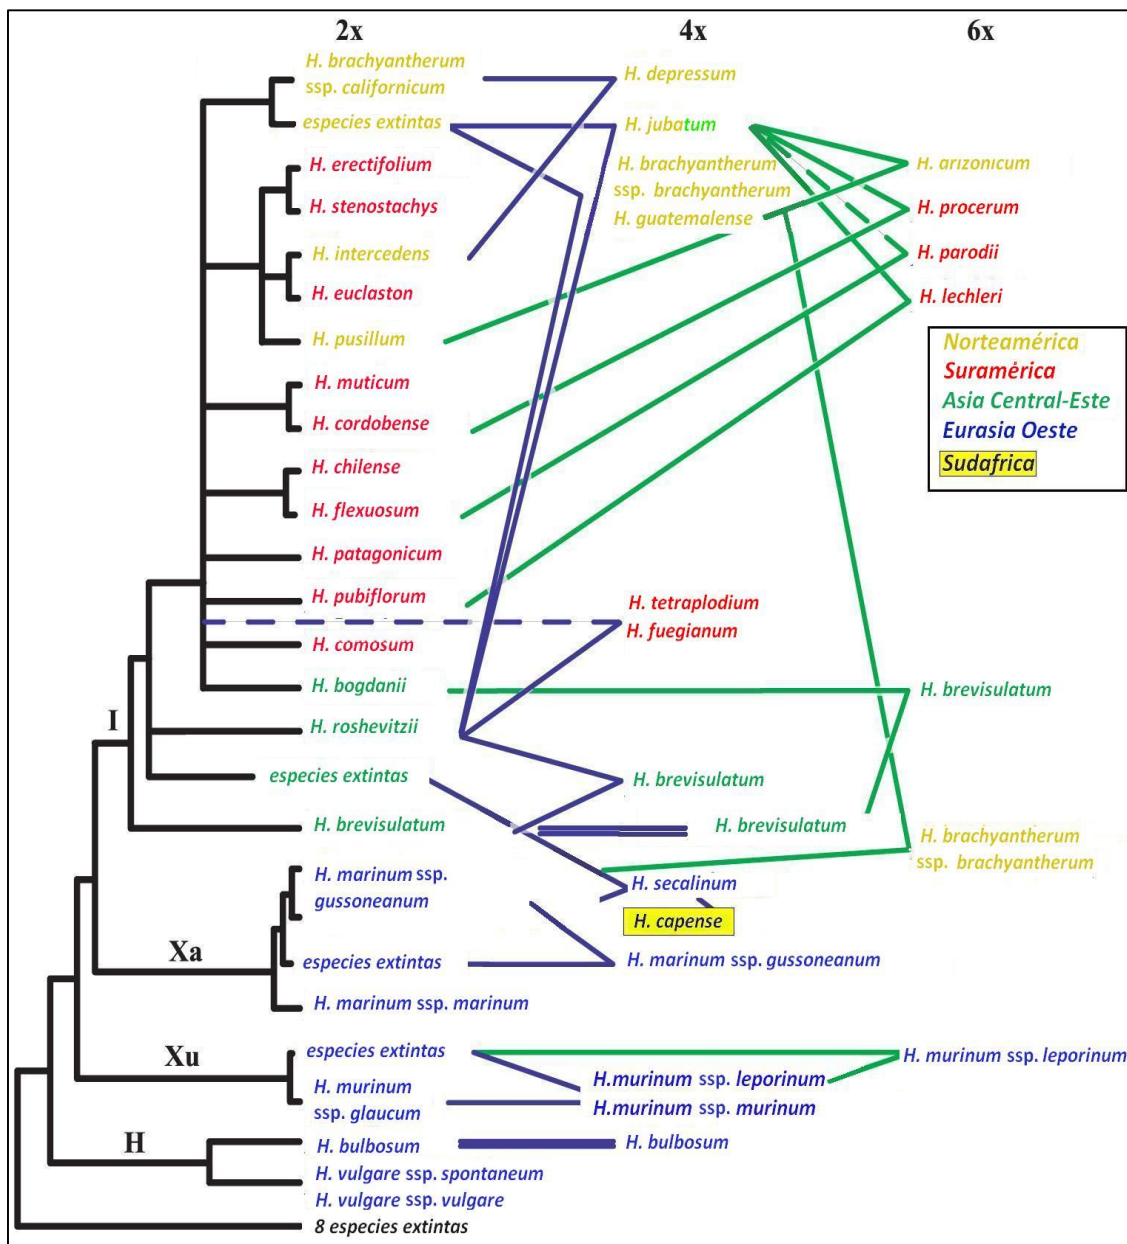 2x
4x
6x
H. brachyantherum
ssp. californicum
especies extintas
H. erectifolium
H. stenostachys
H. intercedens
H. euclaston
H. pusillum
H. muticum
H. cordobense
H. chilense
H. flexuosum
H. patagonicum
H. pubiflorum
H. comosum
H. bogdanii
H. roshevitzii
especies extintas
H. brevisulatum
H. marinum ssp.
gussoneanum
especies extintas
H. marinum ssp. marinum
especies extintas
H. murinum
ssp. glaucum
H. bulbosum
H. vulgare ssp. spontaneum
H. vulgare ssp. vulgare
8 especies extintas
I
Xa
Xu
H
H. depressum
H. jubatum
H. brachyantherum
ssp. brachyantherum
H. guatemalense
H. tetraplodium
H. fuegianum
H. brevisulatum
H. brevisulatum
H. secalinum
H. capense
H. marinum ssp. gussoneanum
H.murinum ssp. leporinum
H.murinum ssp. murinum
H. bulbosum
H. arizonicum
H. procerum
H. parodii
H. lechleri
Norteamérica
Suramérica
Asia Central-Este
Eurasia Oeste
Sudafrica
H. brevisulatum
H. brachyantherum
ssp. brachyantherum
H. murinum ssp. leporinum